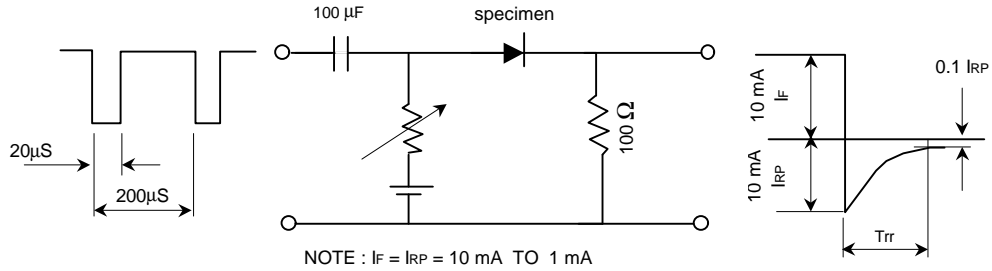 100 µF
specimen
20µS
200µS
100 Ω
10 mA
IF
10 mA
IRP
0.1 IRP
Trr
NOTE : IF = IRP = 10 mA TO 1 mA